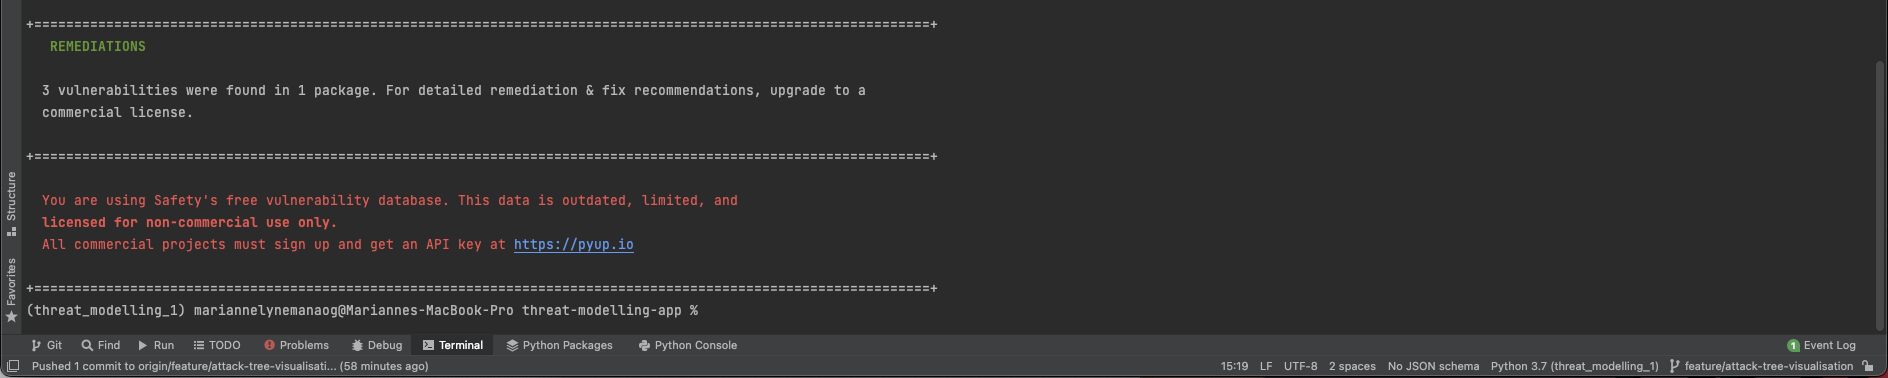 +================================================================================================================+
REMEDIATIONS
3 vulnerabilities were found in 1 package. For detailed remediation & fix recommendations, upgrade to a
commercial license.
+================================================================================================================+
You are using Safety's free vulnerability database. This data is outdated, limited, and
licensed for non-commercial use only.
All commercial projects must sign up and get an API key at https://pyup.io
+================================================================================================================+
(threat_modelling_1) mariannelynemanaog@Mariannes-MacBook-Pro threat-modelling-app %
Structure
Favorites
Git Find Run TODO Problems Debug Terminal Python Packages Python Console 1 Event Log
Pushed 1 commit to origin/feature/attack-tree-visualisati... (58 minutes ago) 15:19 LF UTF-8 2 spaces No JSON schema Python 3.7 (threat_modelling_1) feature/attack-tree-visualisation